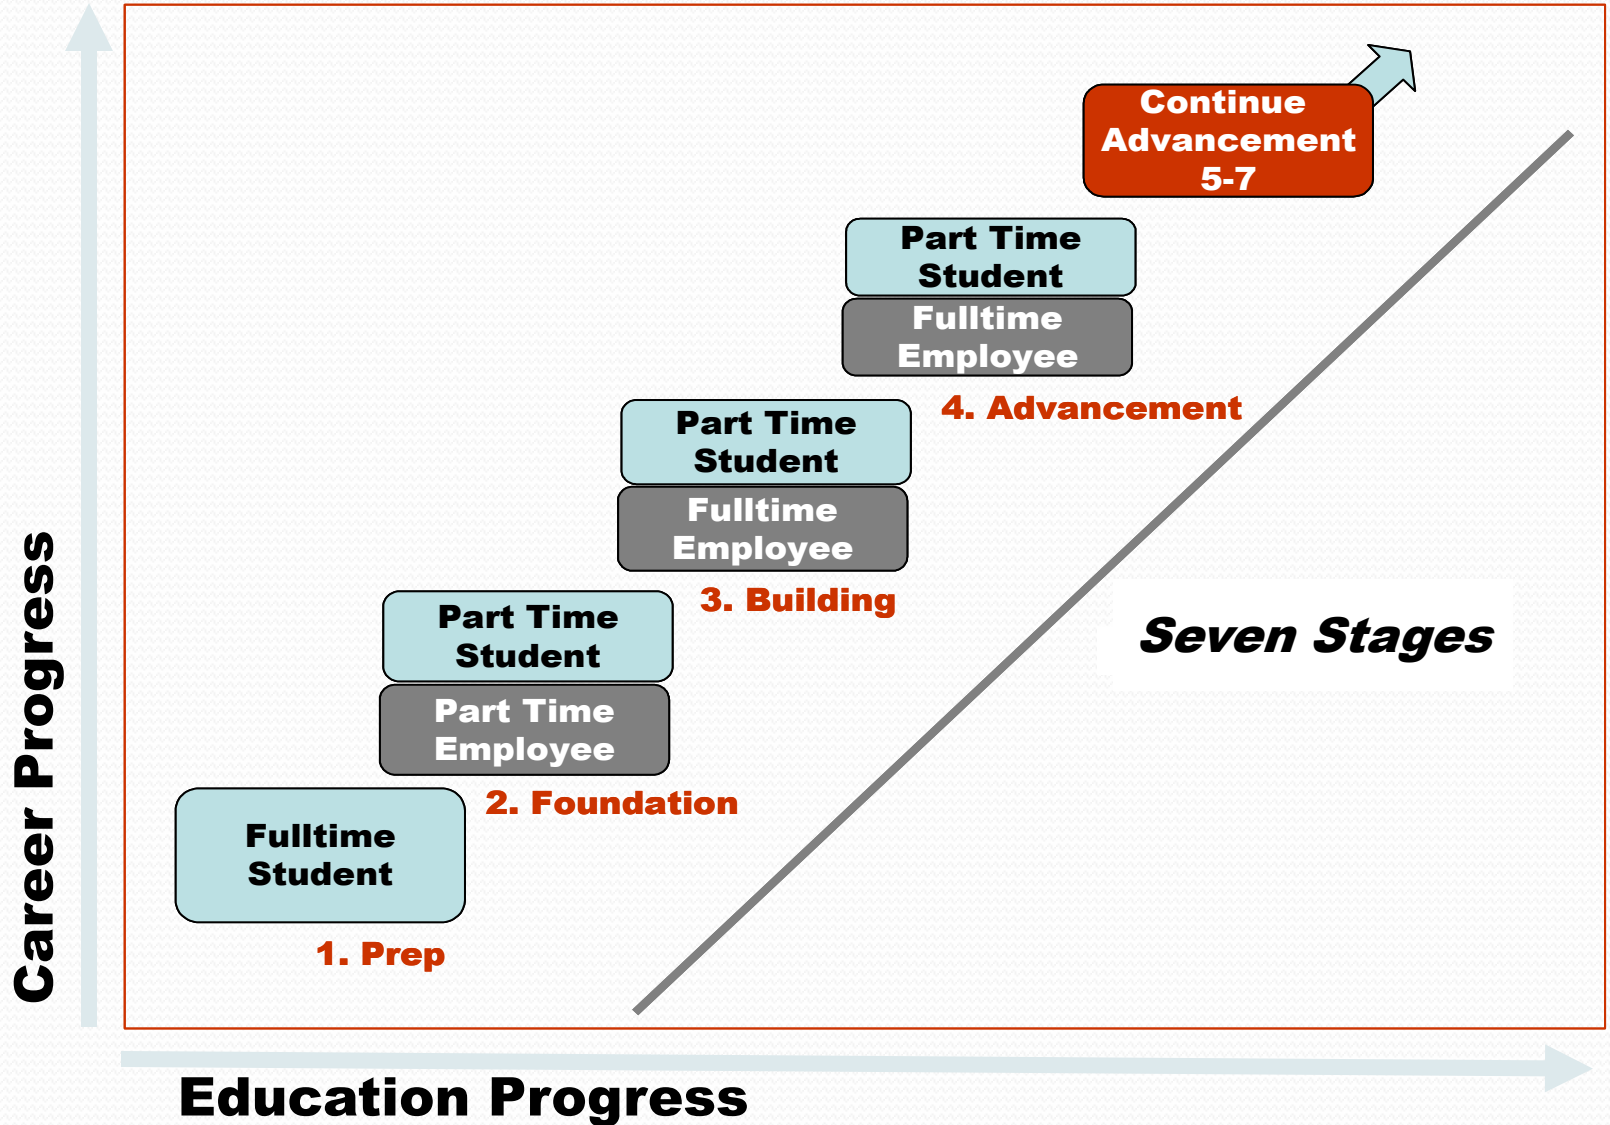 Continue
Advancement
5-7
Part Time
Student
Fulltime
Employee
4. Advancement
Part Time
Student
Fulltime
Employee
3. Building
Part Time
Student
Part Time
Employee
2. Foundation
Fulltime
Student
1. Prep
Seven Stages
Career Progress
Education Progress